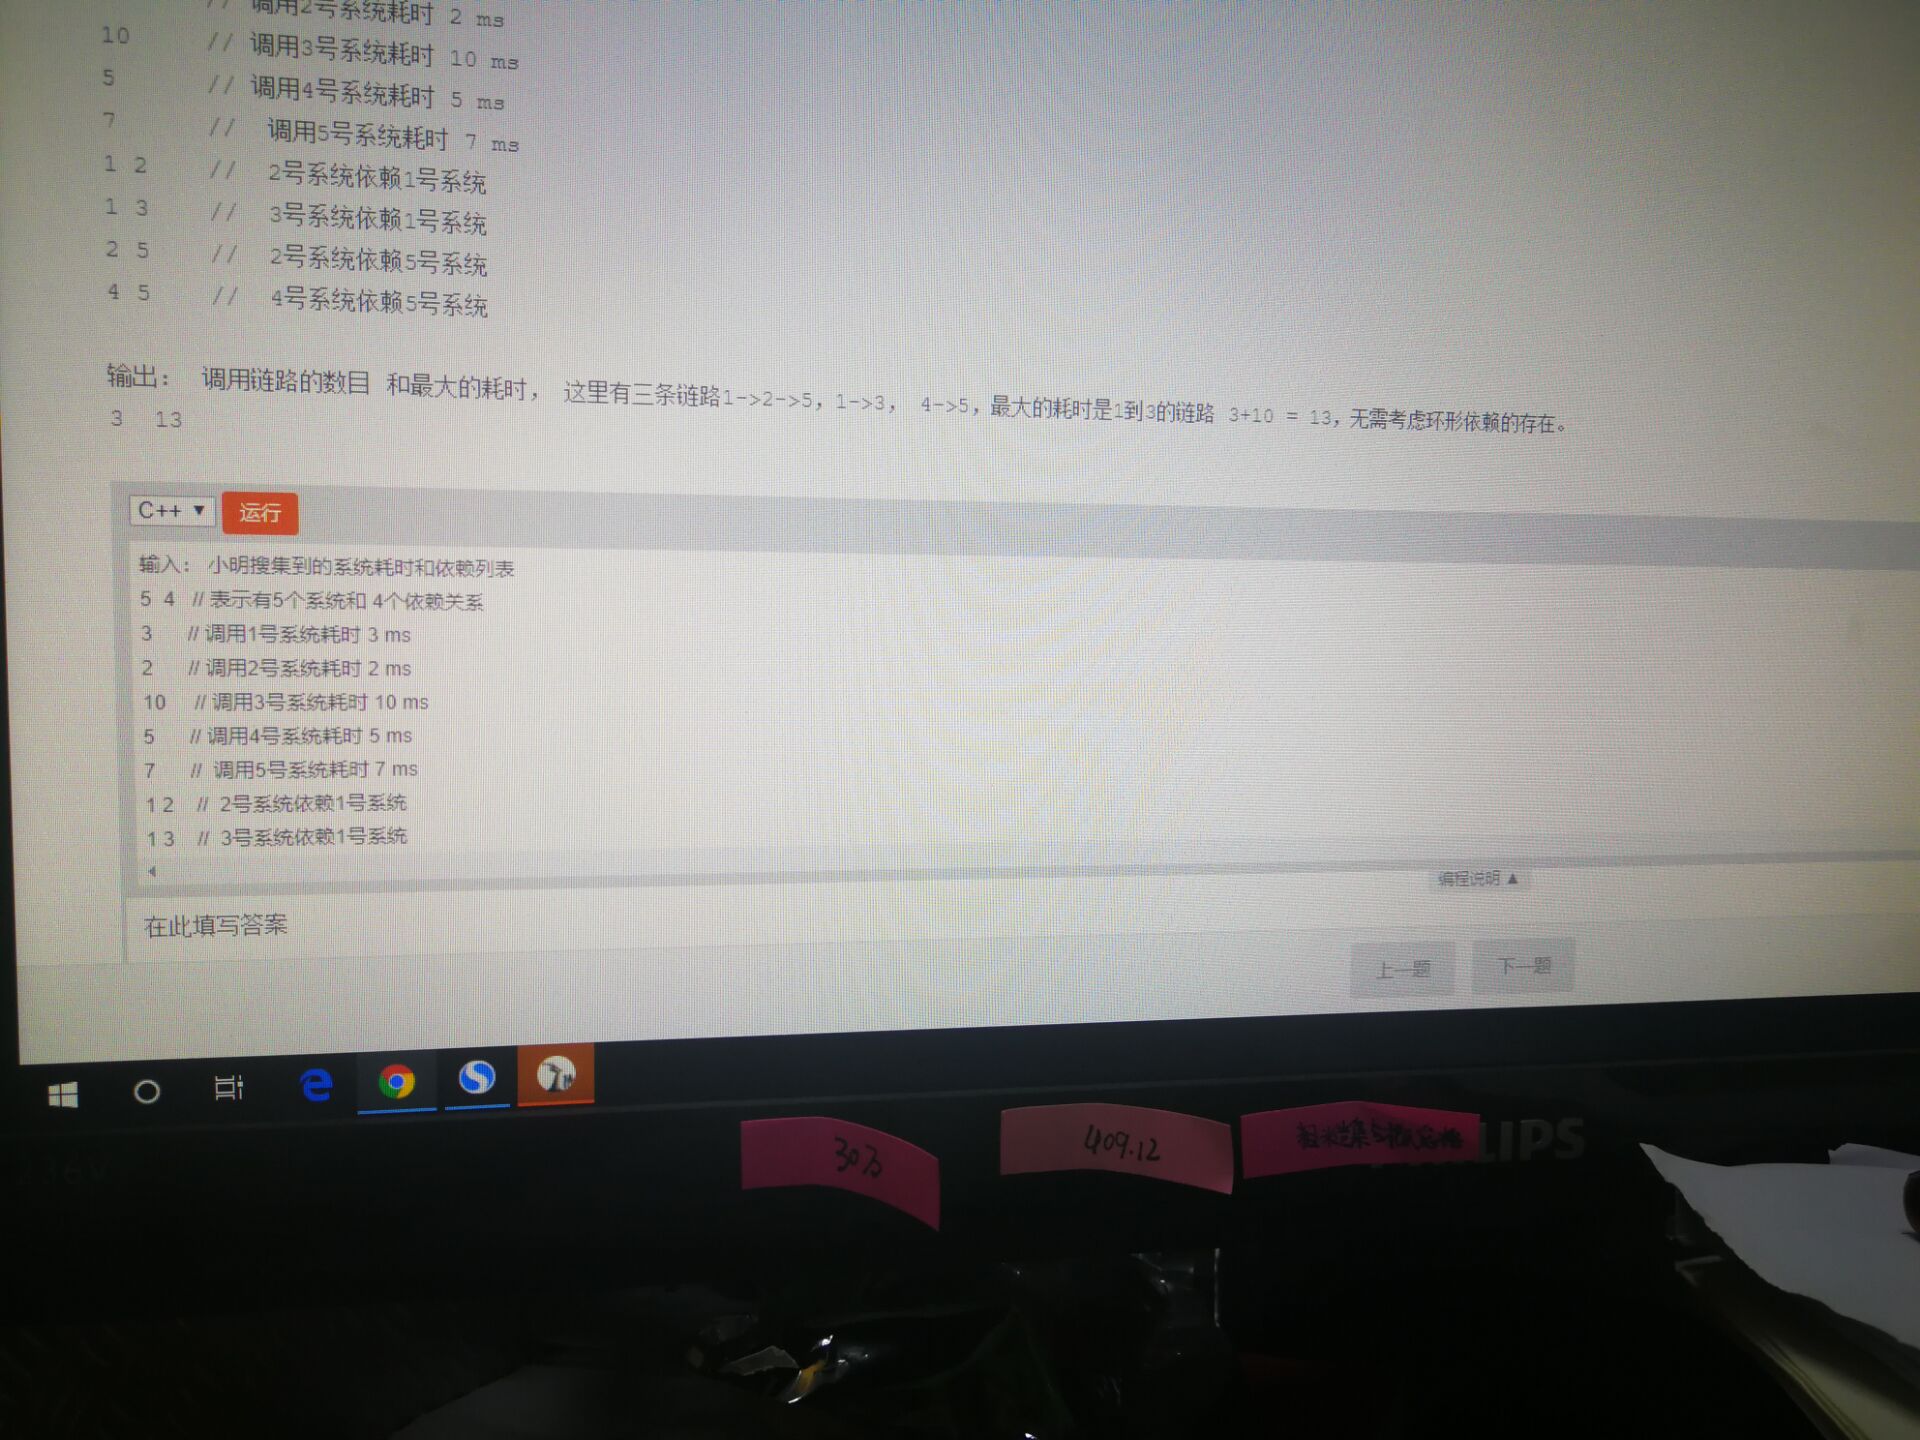 // 调用2号系统耗时 2 ms
10 // 调用3号系统耗时 10 ms
5 // 调用4号系统耗时 5 ms
7 // 调用5号系统耗时 7 ms
1 2 // 2号系统依赖1号系统
1 3 // 3号系统依赖1号系统
2 5 // 2号系统依赖5号系统
4 5 // 4号系统依赖5号系统
输出： 调用链路的数目 和最大的耗时， 这里有三条链路1->2->5，1->3， 4->5，最大的耗时是1到3的链路 3+10 = 13，无需考虑环形依赖的存在。
3 13
C++ ▼ 运行
输入： 小明搜集到的系统耗时和依赖列表
5 4 // 表示有5个系统和 4个依赖关系
3 // 调用1号系统耗时 3 ms
2 // 调用2号系统耗时 2 ms
10 // 调用3号系统耗时 10 ms
5 // 调用4号系统耗时 5 ms
7 // 调用5号系统耗时 7 ms
1 2 // 2号系统依赖1号系统
1 3 // 3号系统依赖1号系统
编程说明 ▲
在此填写答案
上一题 下一题
30万
409.12
LIPS